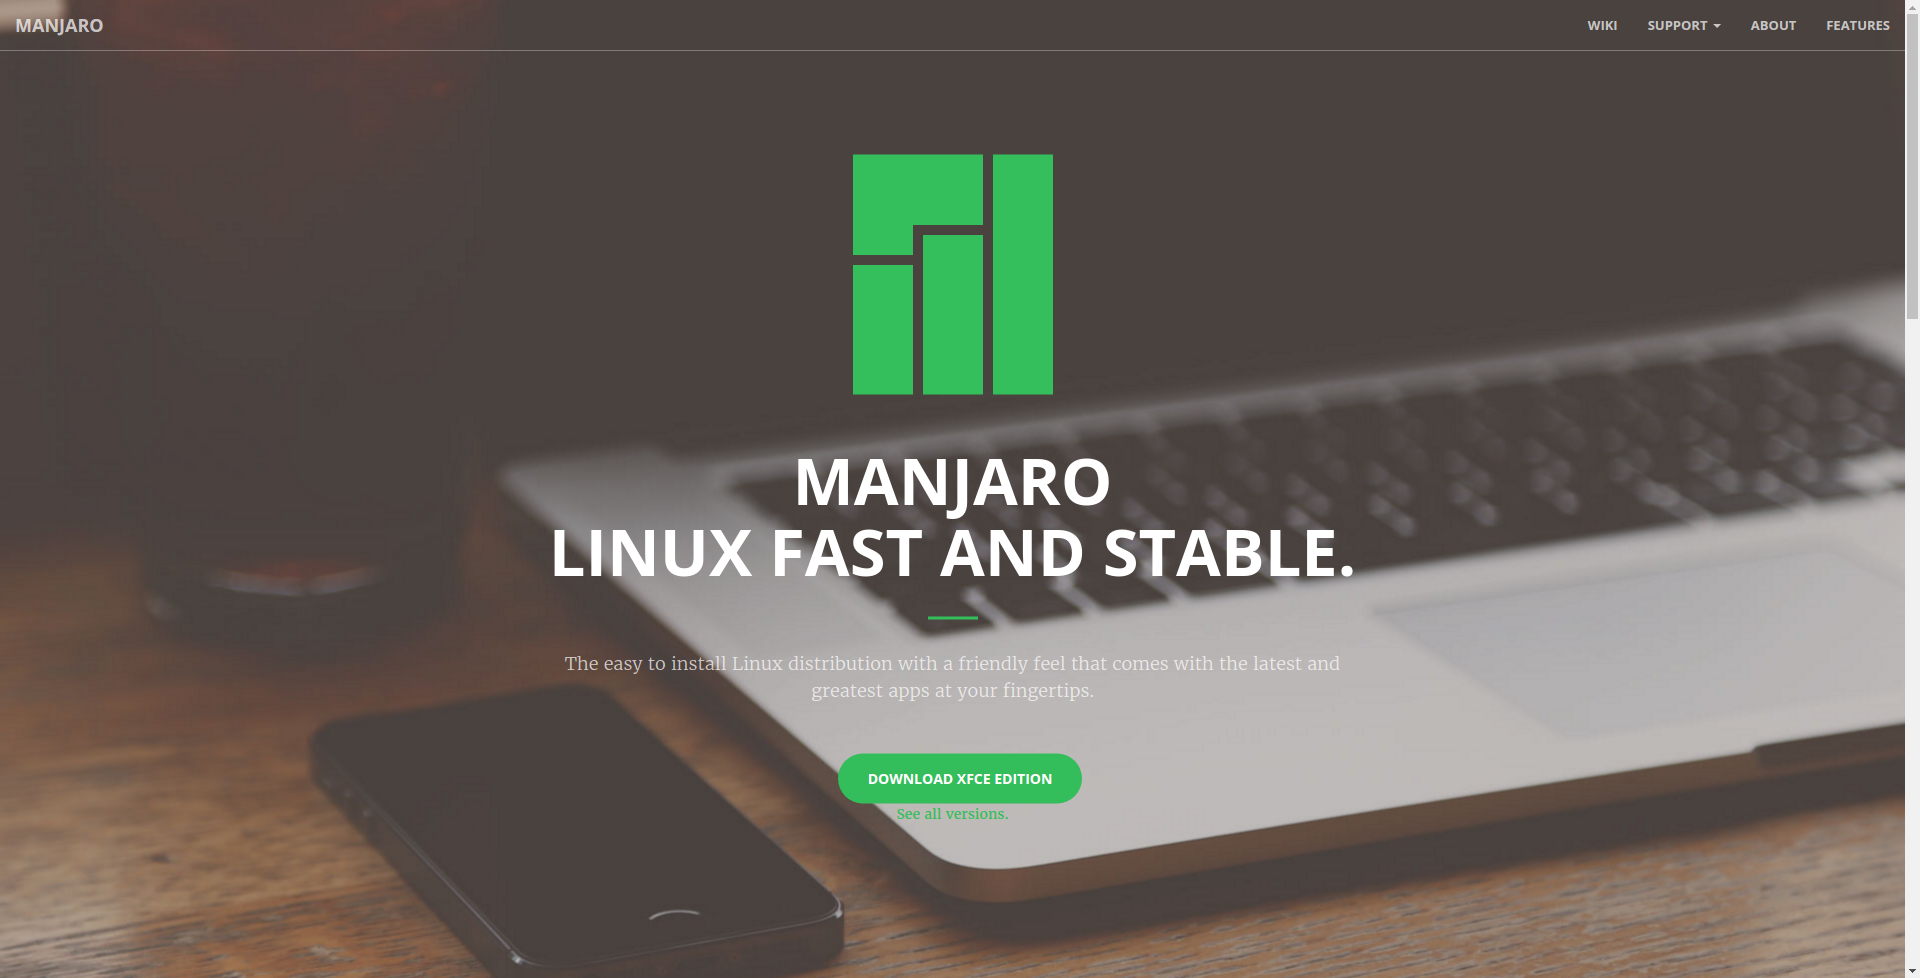 MANJARO
WIKI SUPPORT ABOUT FEATURES
MANJARO
LINUX FAST AND STABLE.
The easy to install Linux distribution with a friendly feel that comes with the latest and
greatest apps at your fingertips.
DOWNLOAD XFCE EDITION
See all versions.